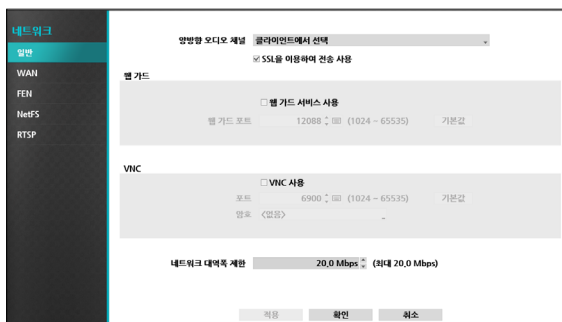 네트워크
일반
WAN
FEN
NetFS
RTSP
양방향 오디오 채널 클라이언트에서 선택
SSL을 이용하여 전송 사용
웹 가드
웹 가드 서비스 사용
웹 가드 포트 12088 (1024 ~ 65535) 기본값
VNC
VNC 사용
포트 6900 (1024 ~ 65535) 기본값
암호 <없음>
네트워크 대역폭 제한 20,0 Mbps (최대 20,0 Mbps)
적용 확인 취소